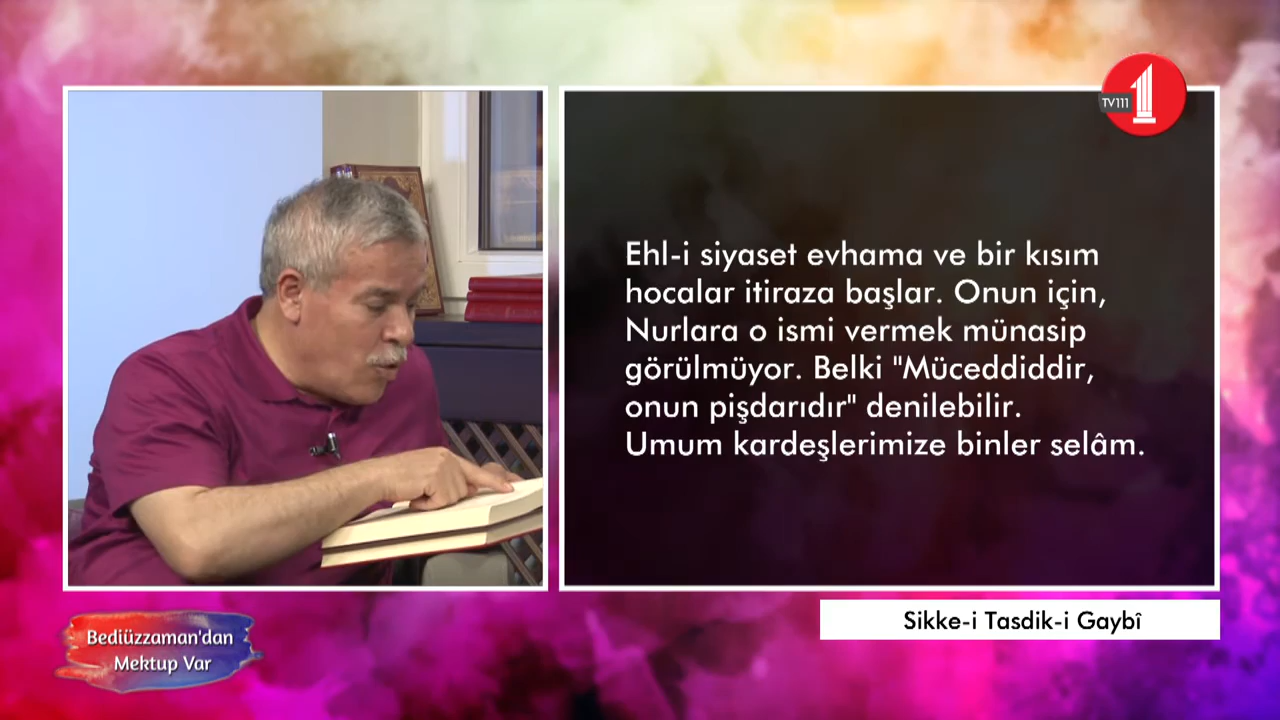 TV111
1
Ehl-i siyaset evhama ve bir kısım
hocalar itiraza başlar. Onun için,
Nurlara o ismi vermek münasip
görülmüyor. Belki "Müceddiddir,
onun pişdarıdır" denilebilir.
Umum kardeşlerimize binler selâm.
Sikke-i Tasdik-i Gaybî
Bediüzzaman'dan
Mektup Var